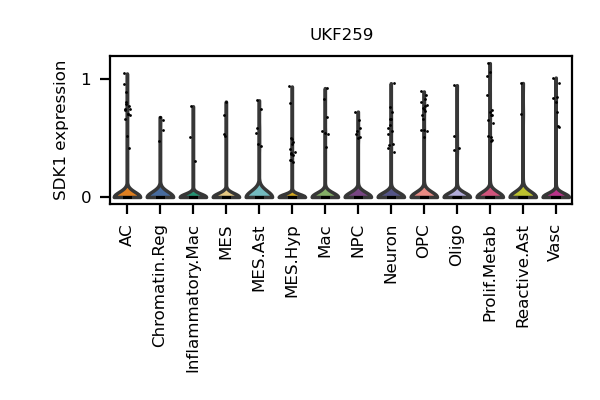 UKF259
SDK1 expression
1
0
AC
Chromatin.Reg
Inflammatory.Mac
MES
MES.Ast
MES.Hyp
Mac
NPC
Neuron
OPC
Oligo
Prolif.Metab
Reactive.Ast
Vasc